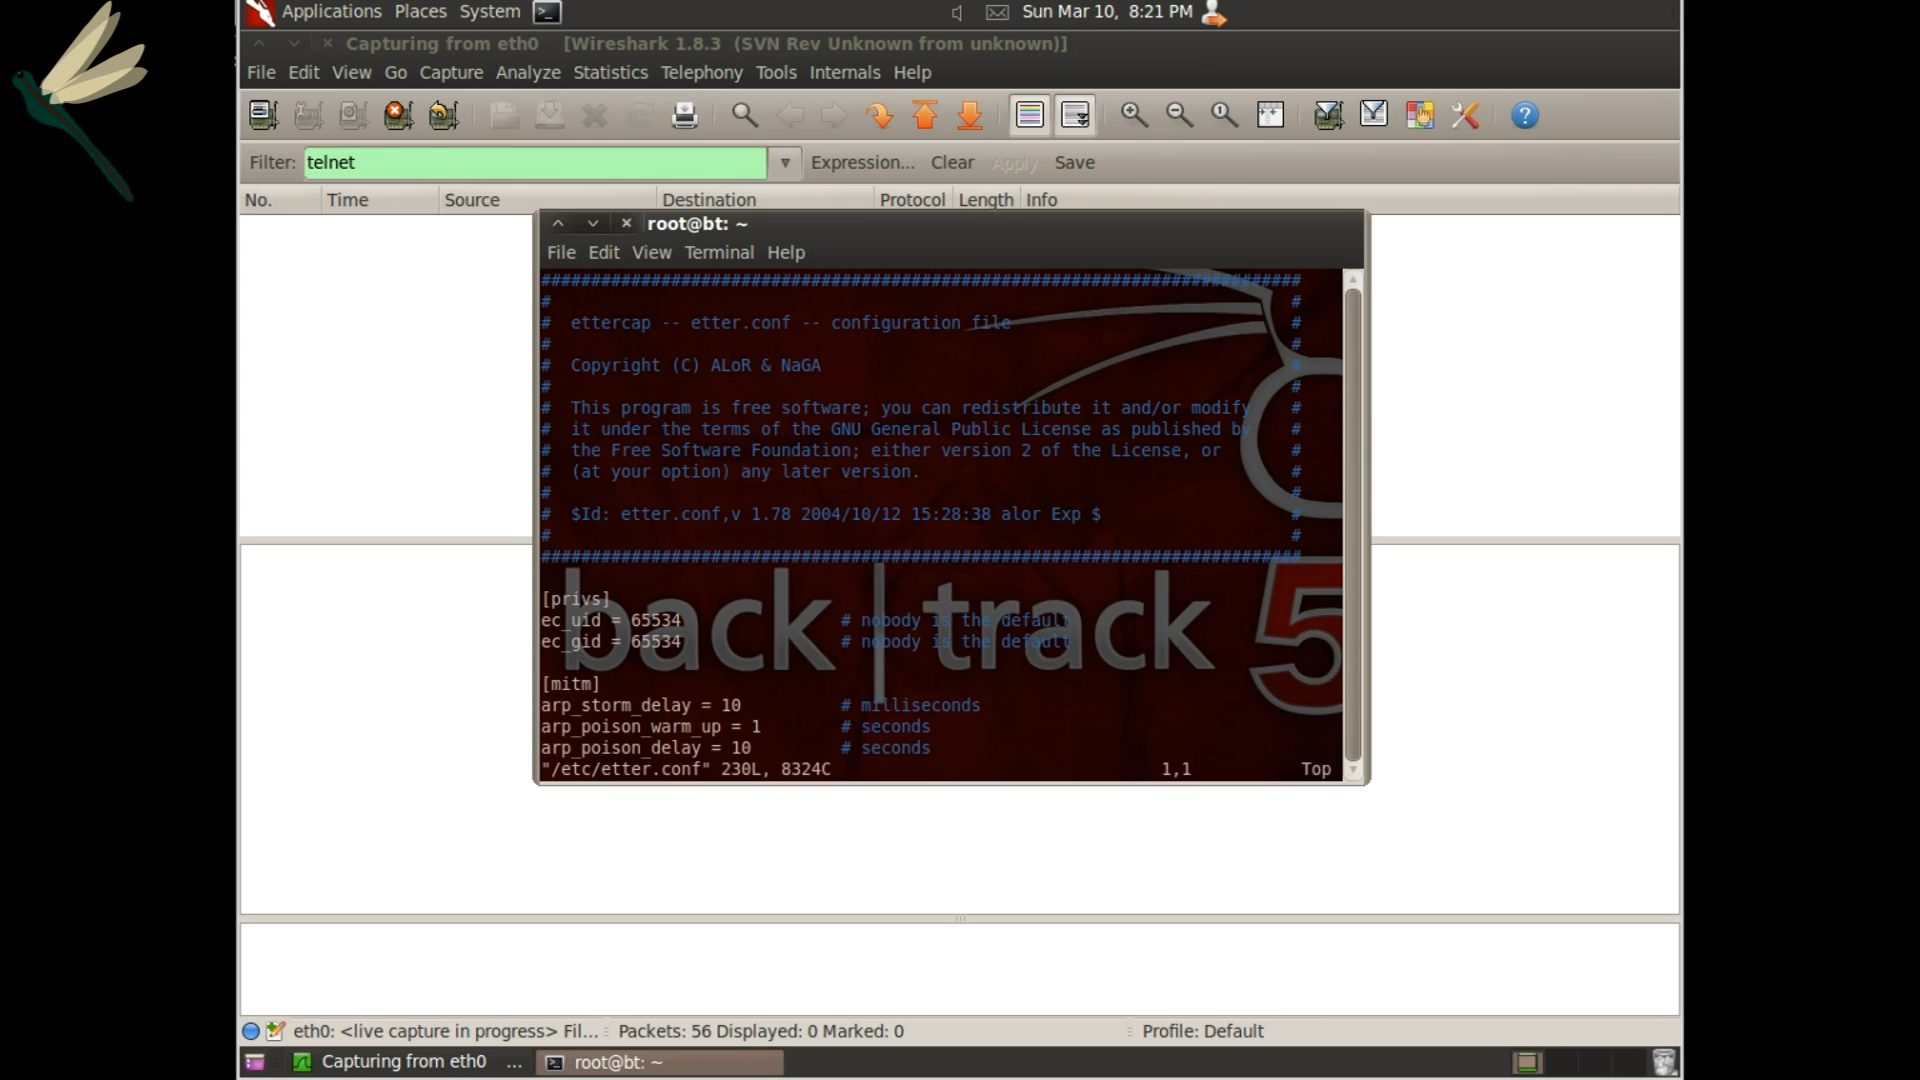 Applications Places System Sun Mar 10, 8:21 PM
Capturing from eth0 [Wireshark 1.8.3 (SVN Rev Unknown from unknown)]
File Edit View Go Capture Analyze Statistics Telephony Tools Internals Help
Filter: telnet Expression... Clear Apply Save
No. Time Source Destination Protocol Length Info
root@bt: ~
File Edit View Terminal Help
############################################################################
# #
# ettercap -- etter.conf -- configuration file #
# #
# Copyright (C) ALoR & NaGA #
# #
# This program is free software; you can redistribute it and/or modify #
# it under the terms of the GNU General Public License as published by #
# the Free Software Foundation; either version 2 of the License, or #
# (at your option) any later version. #
# #
# $Id: etter.conf,v 1.78 2004/10/12 15:28:38 alor Exp $ #
# #
############################################################################
back | track 5
[privs]
ec_uid = 65534 # nobody is the default
ec_gid = 65534 # nobody is the default
[mitm]
arp_storm_delay = 10 # milliseconds
arp_poison_warm_up = 1 # seconds
arp_poison_delay = 10 # seconds
"/etc/etter.conf" 230L, 8324C 1,1 Top
eth0: <live capture in progress> Fil... Packets: 56 Displayed: 0 Marked: 0 Profile: Default
Capturing from eth0 ... root@bt: ~